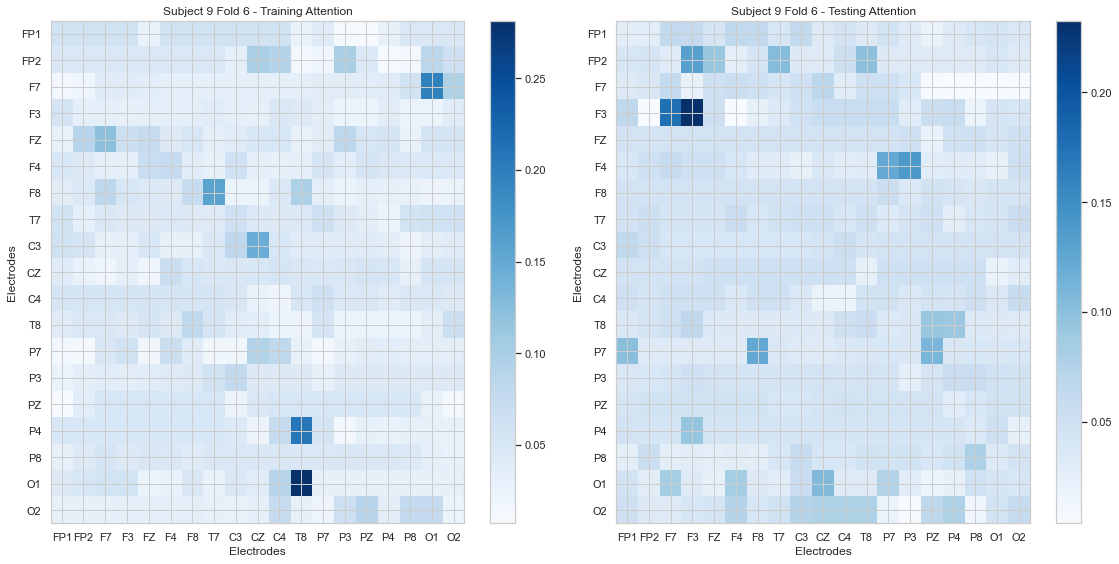 Subject 9 Fold 6 - Training Attention
Electrodes
FP1
FP2
F7
F3
FZ
F4
F8
T7
C3
CZ
C4
T8
P7
P3
PZ
P4
P8
O1
O2
FP1 FP2 F7 F3 FZ F4 F8 T7 C3 CZ C4 T8 P7 P3 PZ P4 P8 O1 O2
Electrodes
0.25
0.20
0.15
0.10
0.05
Subject 9 Fold 6 - Testing Attention
Electrodes
FP1
FP2
F7
F3
FZ
F4
F8
T7
C3
CZ
C4
T8
P7
P3
PZ
P4
P8
O1
O2
FP1 FP2 F7 F3 FZ F4 F8 T7 C3 CZ C4 T8 P7 P3 PZ P4 P8 O1 O2
Electrodes
0.20
0.15
0.10
0.05